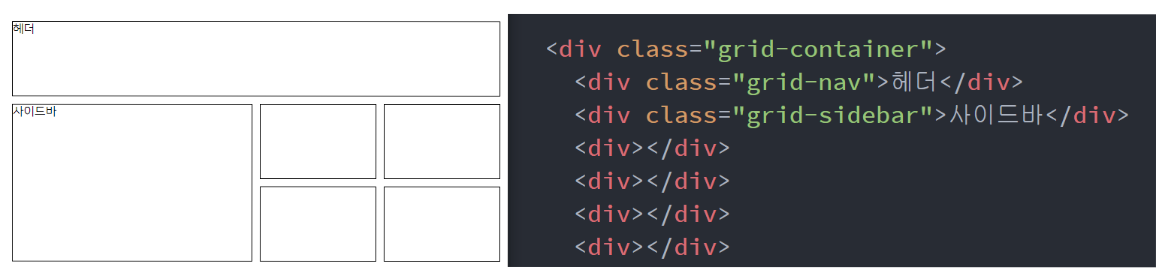 헤더
사이드바
<div class="grid-container">
<div class="grid-nav">헤더</div>
<div class="grid-sidebar">사이드바</div>
<div></div>
<div></div>
<div></div>
<div></div>